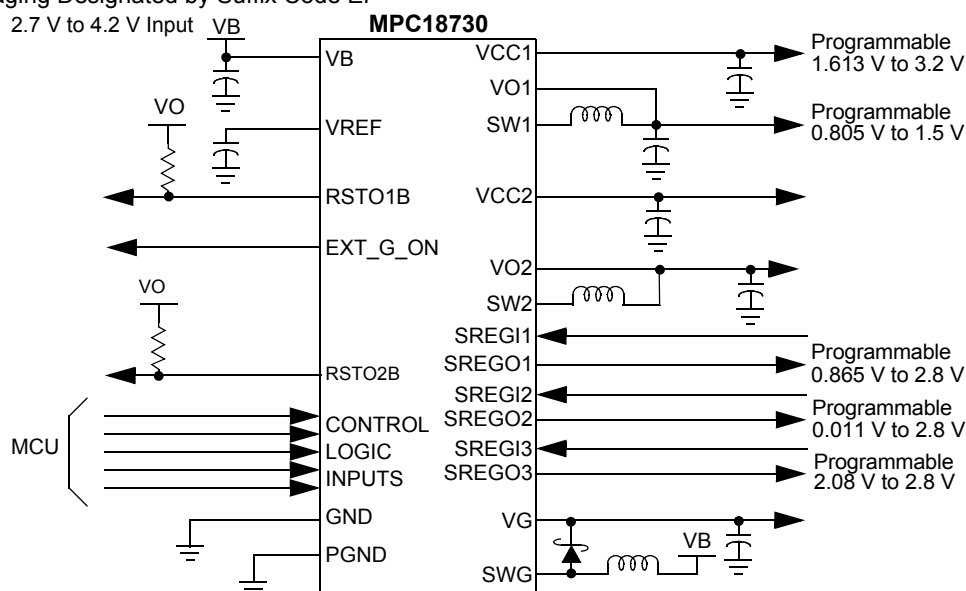 aging Designated by Suffix Code EP
2.7 V to 4.2 V Input
VB
MPC18730
VB
VREF
VO
RSTO1B
EXT_G_ON
VO
RSTO2B
MCU
CONTROL
LOGIC
INPUTS
GND
PGND
VCC1
Programmable
1.613 V to 3.2 V
VO1
SW1
Programmable
0.805 V to 1.5 V
VCC2
VO2
SW2
SREGI1
SREGO1
Programmable
0.865 V to 2.8 V
SREGI2
SREGO2
Programmable
0.011 V to 2.8 V
SREGI3
SREGO3
Programmable
2.08 V to 2.8 V
VG
VB
SWG